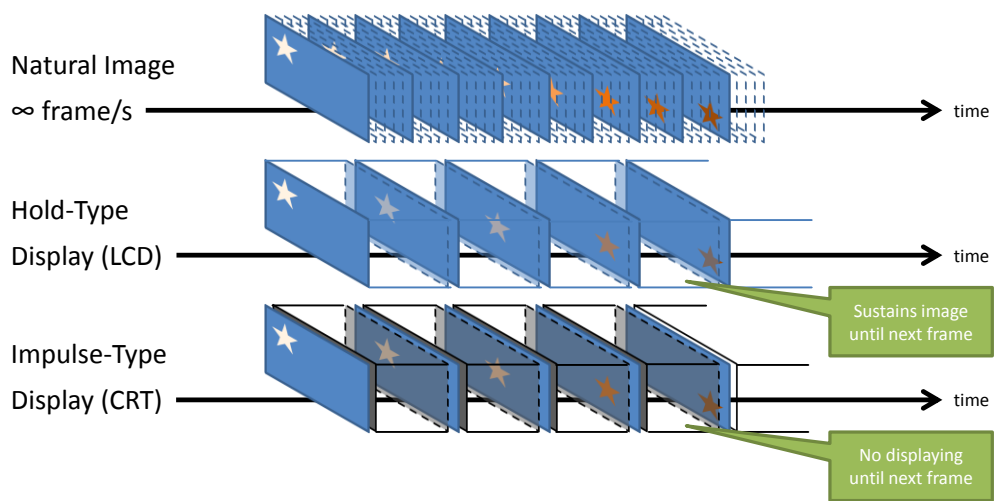 Natural Image
∞ frame/s
time
Hold-Type
Display (LCD)
time
Sustains image
until next frame
Impulse-Type
Display (CRT)
time
No displaying
until next frame